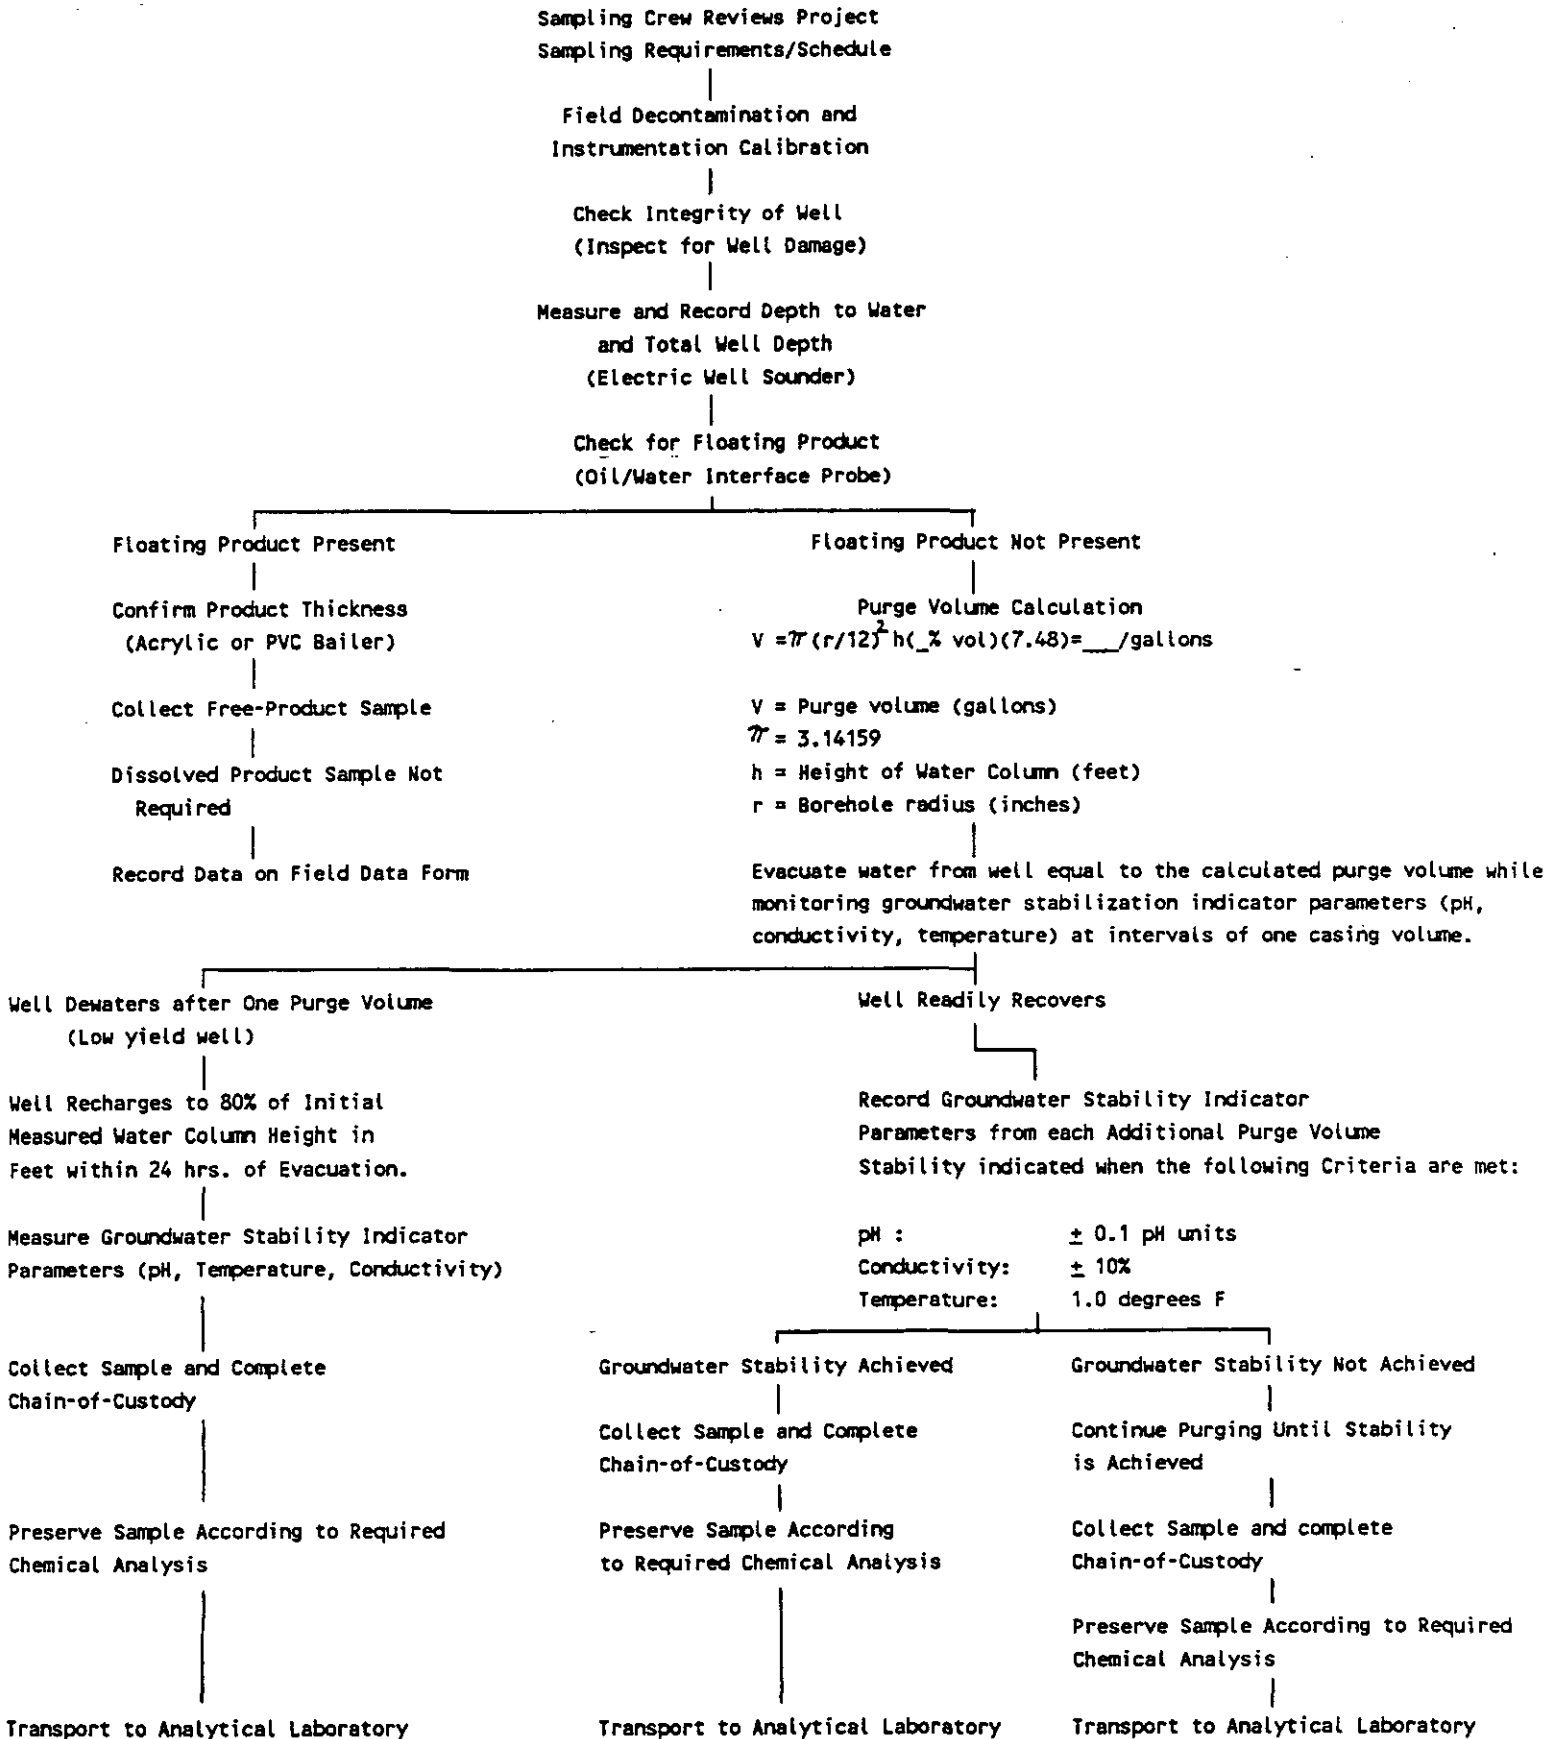 Sampling Crew Reviews Project
Sampling Requirements/Schedule
Field Decontamination and
Instrumentation Calibration
Check Integrity of Well
(Inspect for Well Damage)
Measure and Record Depth to Water
and Total Well Depth
(Electric Well Sounder)
Check for Floating Product
(Oil/Water Interface Probe)
Floating Product Present
Confirm Product Thickness
(Acrylic or PVC Bailer)
Collect Free-Product Sample
Dissolved Product Sample Not
Required
Record Data on Field Data Form
Floating Product Not Present
Purge Volume Calculation
V =π(r/12)² h(_% vol)(7.48)=___/gallons
V = Purge volume (gallons)
π = 3.14159
h = Height of Water Column (feet)
r = Borehole radius (inches)
Evacuate water from well equal to the calculated purge volume while
monitoring groundwater stabilization indicator parameters (pH,
conductivity, temperature) at intervals of one casing volume.
Well Dewaters after One Purge Volume
(Low yield well)
Well Recharges to 80% of Initial
Measured Water Column Height in
Feet within 24 hrs. of Evacuation.
Measure Groundwater Stability Indicator
Parameters (pH, Temperature, Conductivity)
Collect Sample and Complete
Chain-of-Custody
Preserve Sample According to Required
Chemical Analysis
Transport to Analytical Laboratory
Well Readily Recovers
Record Groundwater Stability Indicator
Parameters from each Additional Purge Volume
Stability indicated when the following Criteria are met:
pH : ± 0.1 pH units
Conductivity: ± 10%
Temperature: 1.0 degrees F
Groundwater Stability Achieved
Collect Sample and Complete
Chain-of-Custody
Preserve Sample According
to Required Chemical Analysis
Transport to Analytical Laboratory
Groundwater Stability Not Achieved
Continue Purging Until Stability
is Achieved
Collect Sample and complete
Chain-of-Custody
Preserve Sample According to Required
Chemical Analysis
Transport to Analytical Laboratory